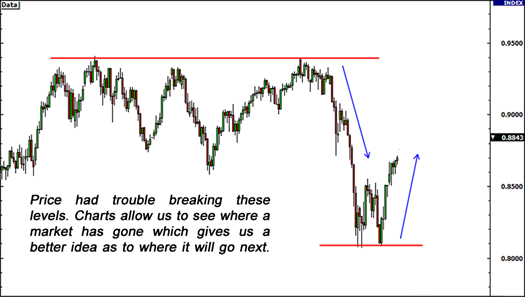 Data
INDEX
0.9500
0.9000
0.8843
0.8500
0.8000
Price had trouble breaking these
levels. Charts allow us to see where a
market has gone which gives us a
better idea as to where it will go next.